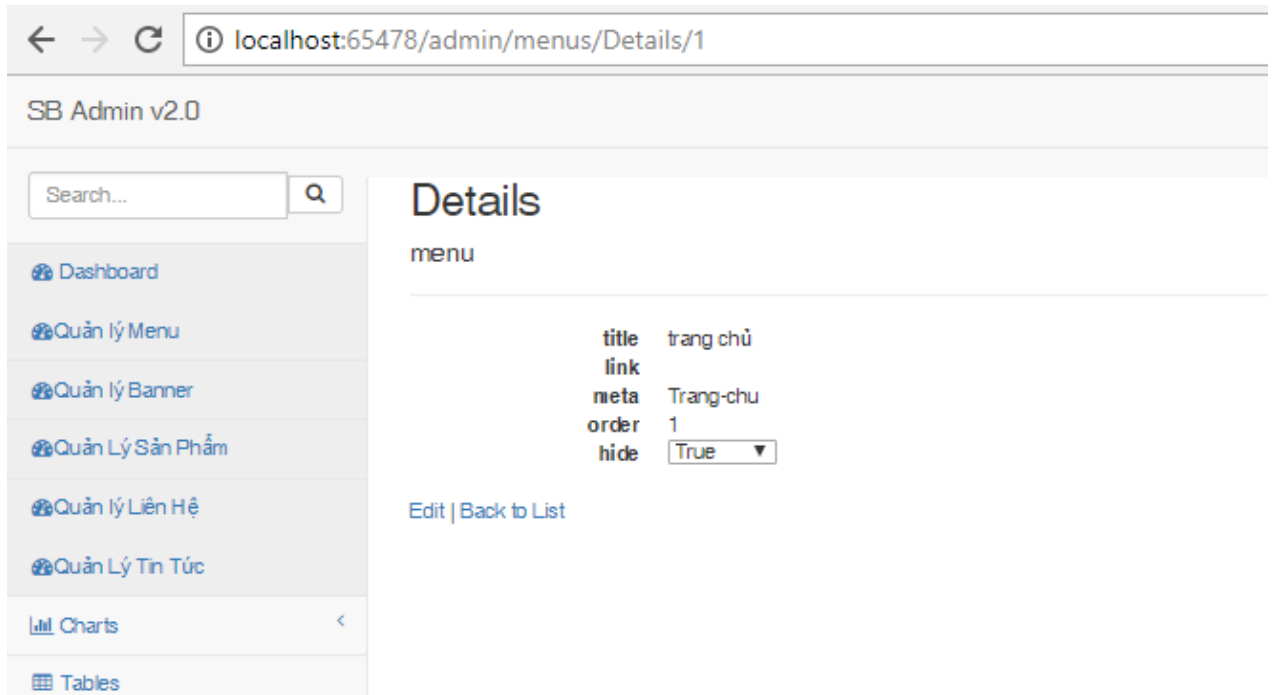 localhost:65478/admin/menus/Details/1
SB Admin v2.0
Search...
Dashboard
Quản lý Menu
Quản lý Banner
Quản Lý Sản Phẩm
Quản lý Liên Hệ
Quản Lý Tin Tức
Charts
Tables
Details
menu
title trang chủ
link
meta Trang-chu
order 1
hide True
Edit | Back to List